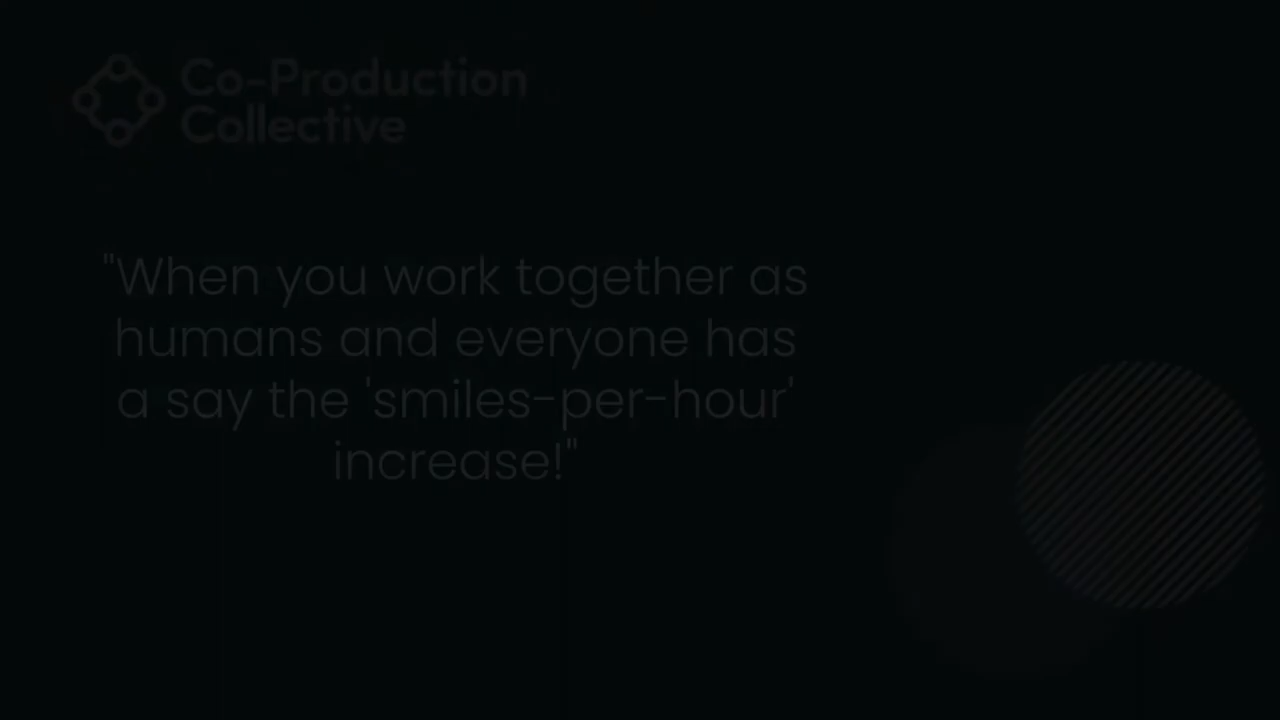 Co-Production
Collective
"When you work together as
humans and everyone has
a say the 'smiles-per-hour'
increase!"